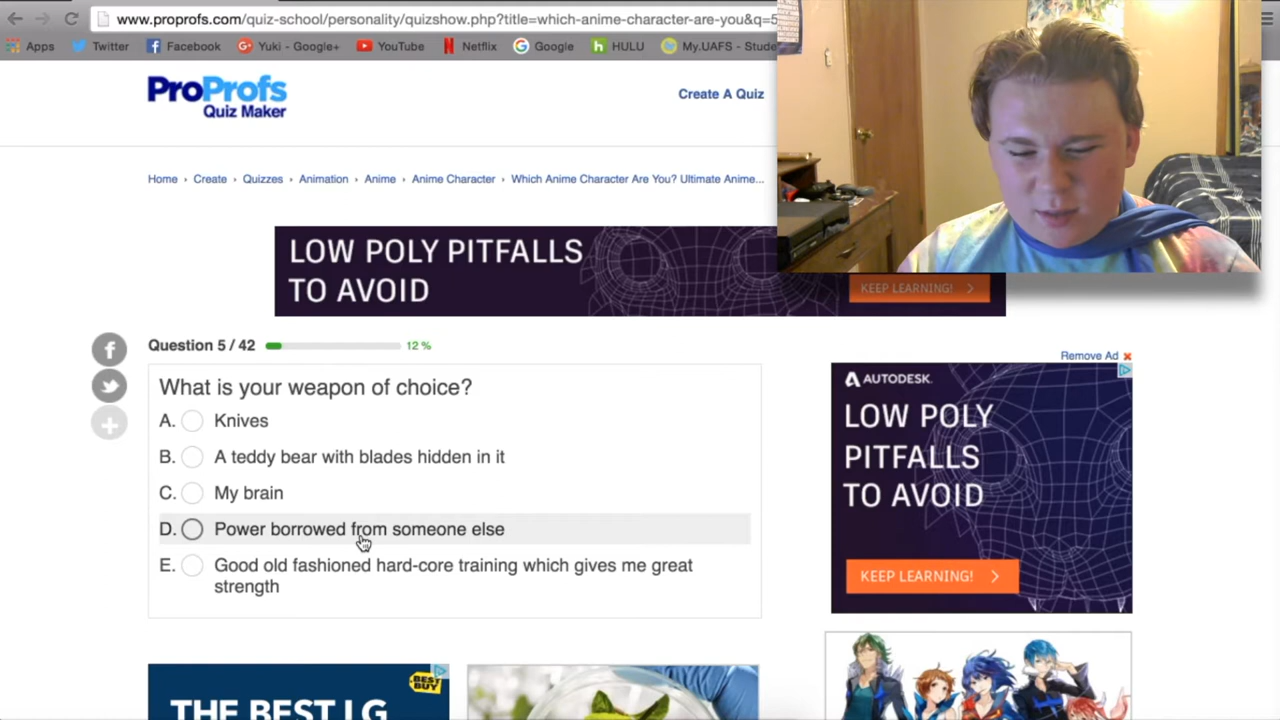 www.proprofs.com/quiz-school/personality/quizshow.php?title=which-anime-character-are-you&q=5
Apps Twitter Facebook Yuki - Google+ YouTube Netflix Google HULU My.UAFS - Stude
ProProfs
Quiz Maker
Create A Quiz
Home › Create › Quizzes › Animation › Anime › Anime Character › Which Anime Character Are You? Ultimate Anime...
LOW POLY PITFALLS
TO AVOID
KEEP LEARNING!
Question 5 / 42 12 %
What is your weapon of choice?
A. Knives
B. A teddy bear with blades hidden in it
C. My brain
D. Power borrowed from someone else
E. Good old fashioned hard-core training which gives me great
strength
Remove Ad
AUTODESK.
LOW POLY
PITFALLS
TO AVOID
KEEP LEARNING!
THE BEST LG
BEST
BUY